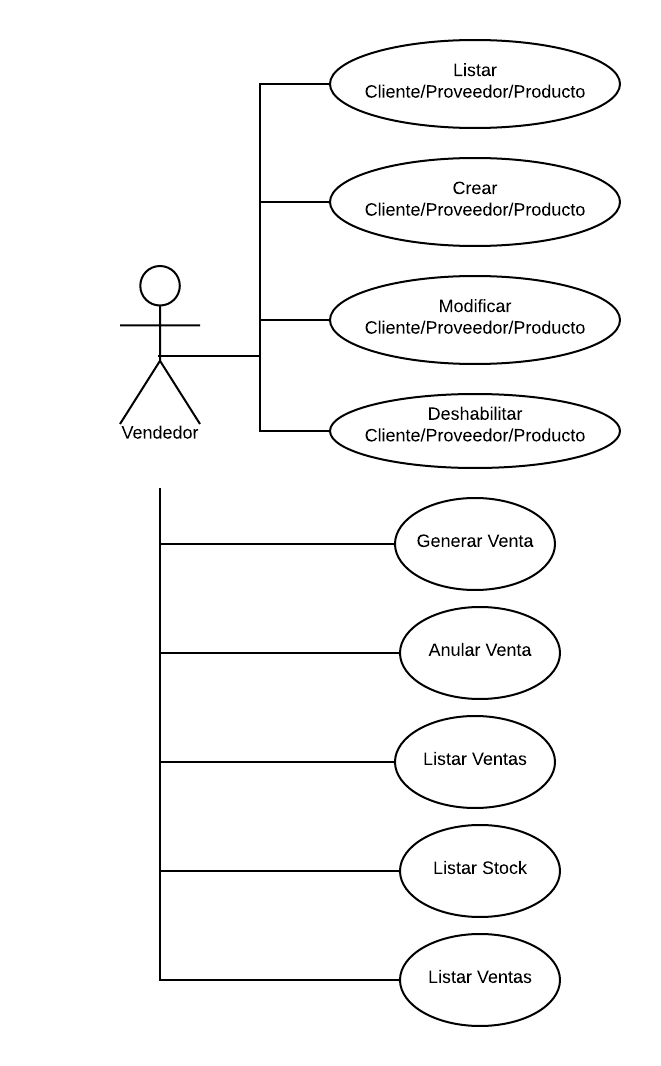 Listar
Cliente/Proveedor/Producto
Crear
Cliente/Proveedor/Producto
Modificar
Cliente/Proveedor/Producto
Deshabilitar
Cliente/Proveedor/Producto
Vendedor
Generar Venta
Anular Venta
Listar Ventas
Listar Stock
Listar Ventas